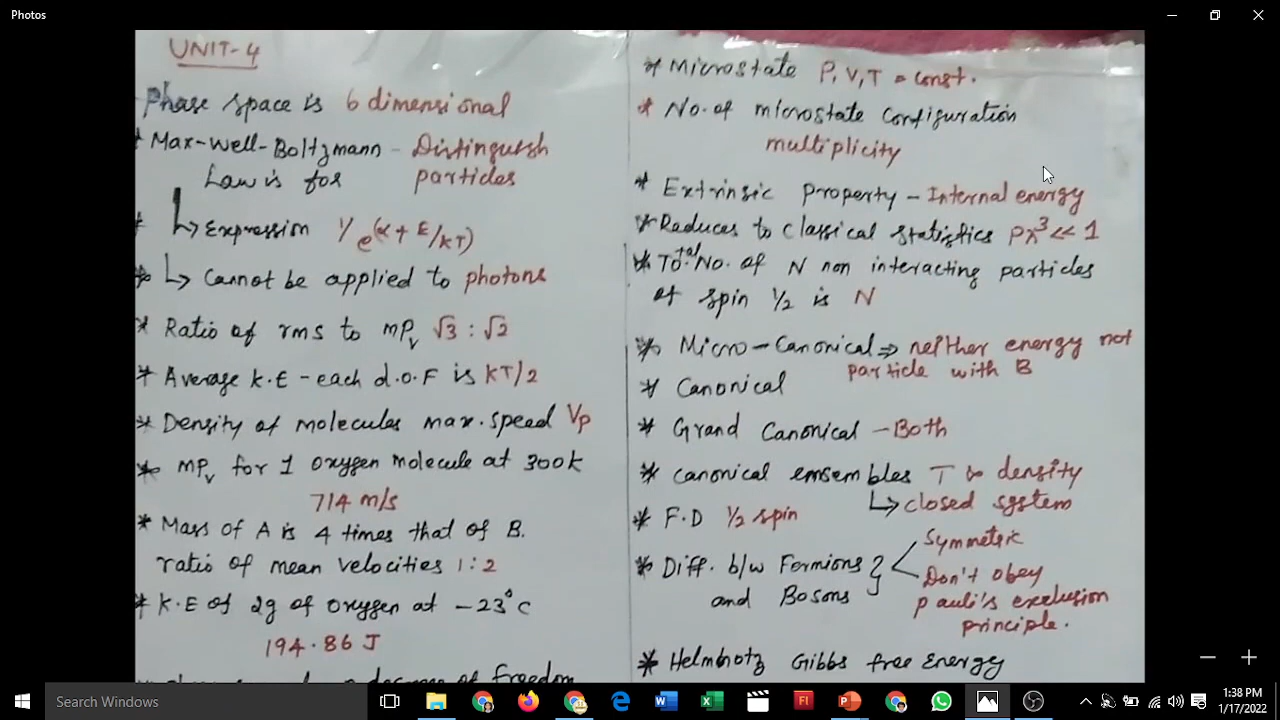 Photos
UNIT-4
Phase space is 6 dimensional
* Max-well-Boltzmann - Distinguish
Law is for particles
* ↳ Expression 1/e(α + E/KT)
* ↳ Cannot be applied to photons
* Ratio of rms to mpv √3 : √2
* Average K.E - each d.o.F is KT/2
* Density of molecules max. speed Vp
* mpv for 1 oxygen molecule at 300k
714 m/s
* Mass of A is 4 times that of B.
ratio of mean velocities 1:2
* K.E of 2g of oxygen at -23°C
194.86 J
freedom
* Microstate P, V, T = const.
* No. of microstate configuration
multiplicity
* Extrinsic property - Internal energy
* Reduces to classical statistics Pλ³ << 1
* Total No. of N non interacting particles
of spin 1/2 is N
* Micro-Canonical ⇒ neither energy not
particle with B
* Canonical
* Grand Canonical - Both
* Canonical ensembles T density
↳ closed system
* F.D 1/2 spin
* Diff. b/w Fermions
and Bosons
Symmetric
Don't obey
pauli's exclusion
principle.
* Helmhotz Gibbs free Energy
Search Windows
1:38 PM
1/17/2022